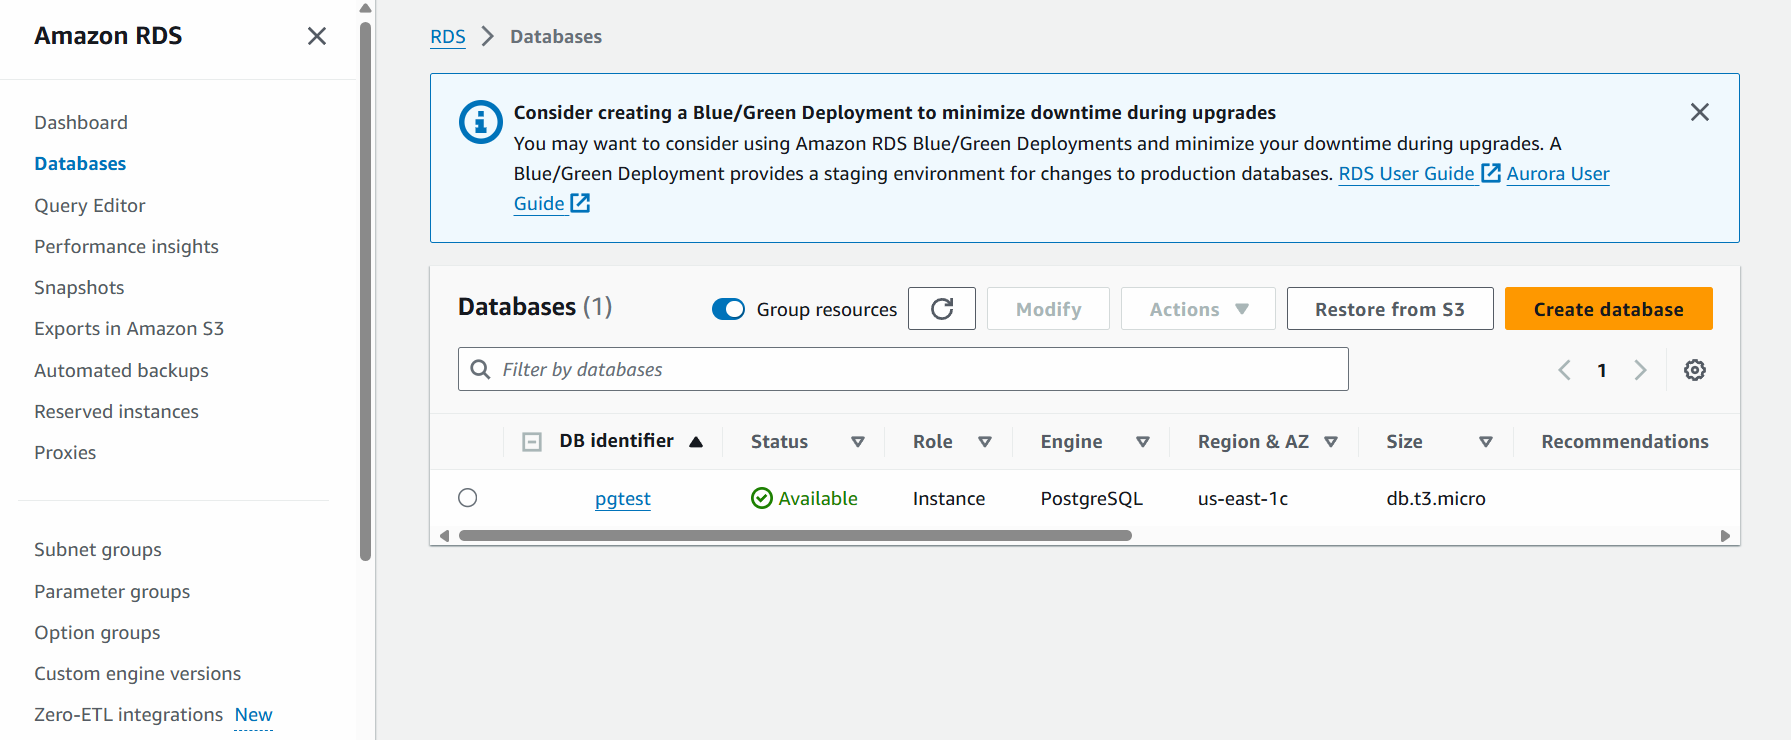 Amazon RDS
Dashboard
Databases
Query Editor
Performance insights
Snapshots
Exports in Amazon S3
Automated backups
Reserved instances
Proxies
Subnet groups
Parameter groups
Option groups
Custom engine versions
Zero-ETL integrations New
RDS Databases
Consider creating a Blue/Green Deployment to minimize downtime during upgrades
You may want to consider using Amazon RDS Blue/Green Deployments and minimize your downtime during upgrades. A
Blue/Green Deployment provides a staging environment for changes to production databases. RDS User Guide Aurora User
Guide
Databases (1) Group resources Modify Actions Restore from S3 Create database
Filter by databases 1
DB identifier Status Role Engine Region & AZ Size Recommendations
pgtest Available Instance PostgreSQL us-east-1c db.t3.micro